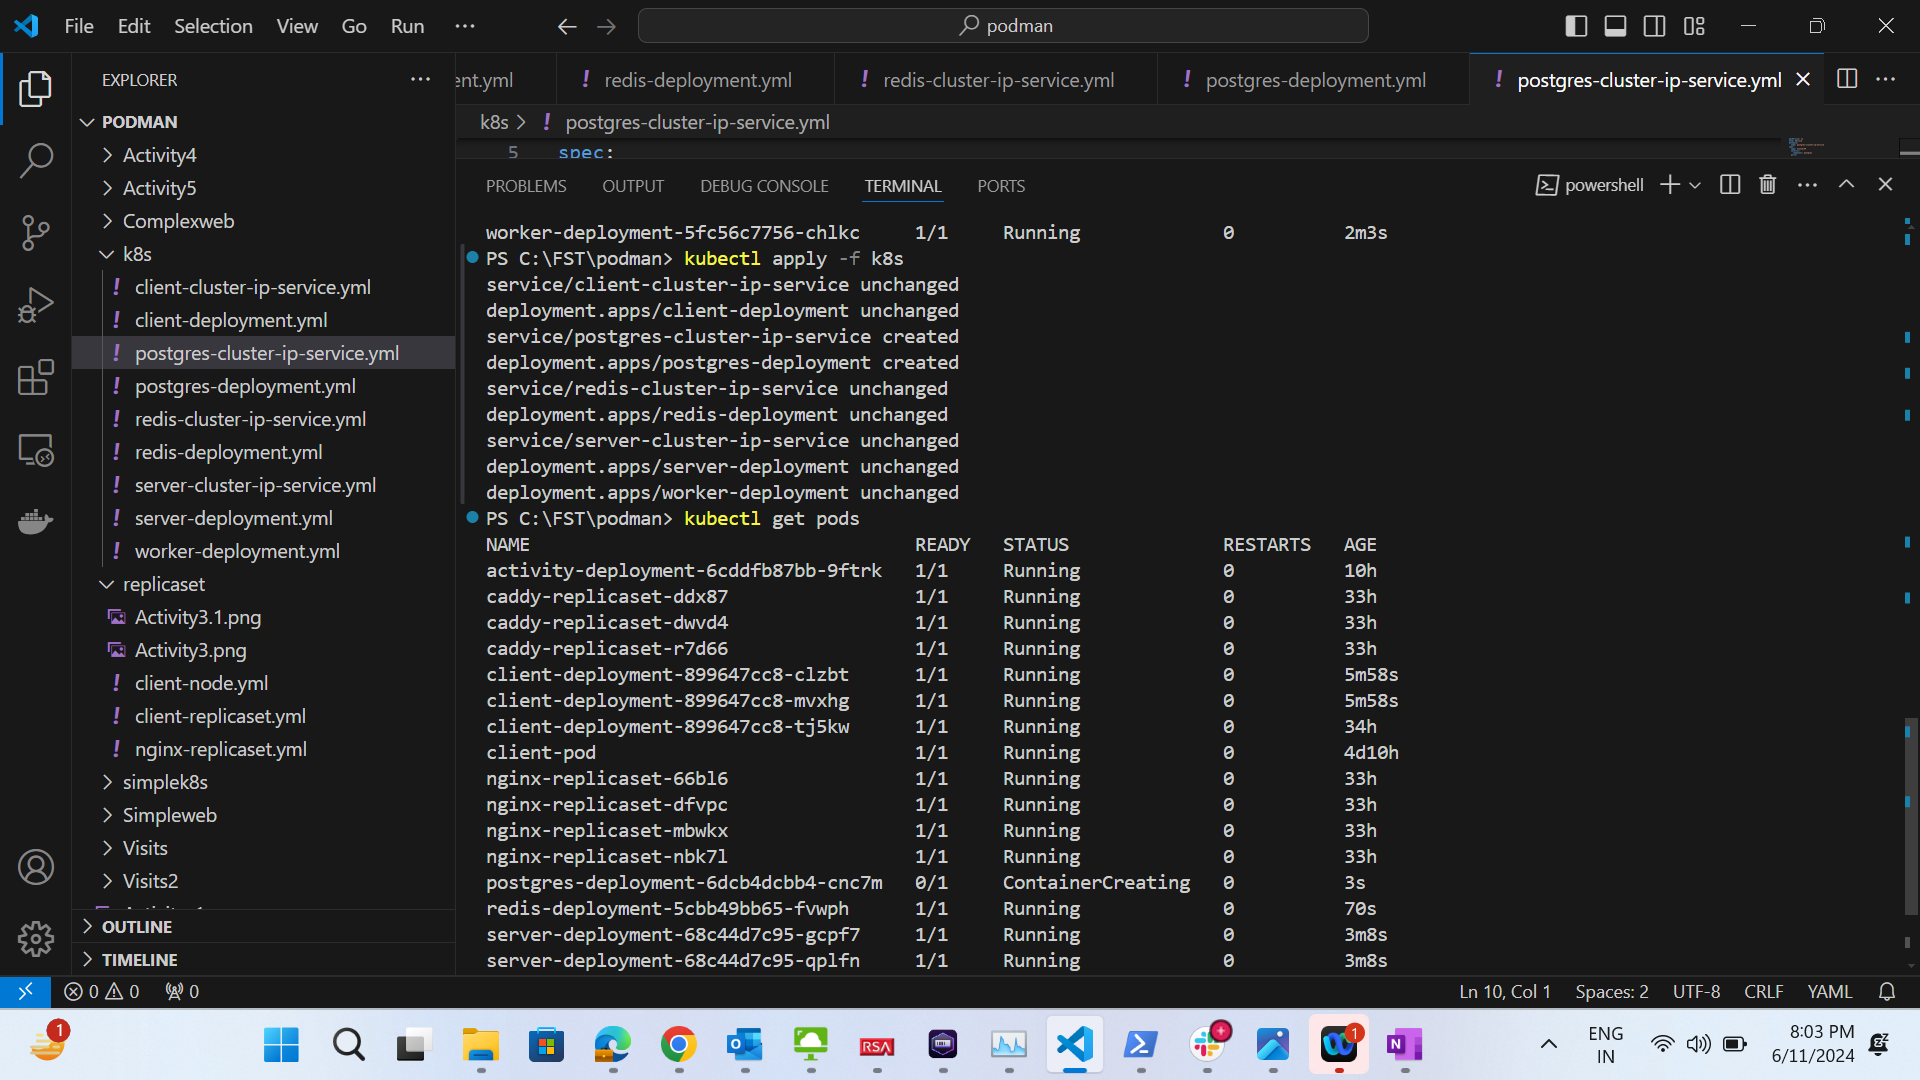 File Edit Selection View Go Run ...
podman
EXPLORER
PODMAN
Activity4
Activity5
Complexweb
k8s
client-cluster-ip-service.yml
client-deployment.yml
postgres-cluster-ip-service.yml
postgres-deployment.yml
redis-cluster-ip-service.yml
redis-deployment.yml
server-cluster-ip-service.yml
server-deployment.yml
worker-deployment.yml
replicaset
Activity3.1.png
Activity3.png
client-node.yml
client-replicaset.yml
nginx-replicaset.yml
simplek8s
Simpleweb
Visits
Visits2
OUTLINE
TIMELINE
ent.yml ! redis-deployment.yml ! redis-cluster-ip-service.yml ! postgres-deployment.yml ! postgres-cluster-ip-service.yml
k8s > ! postgres-cluster-ip-service.yml
5 spec:
PROBLEMS OUTPUT DEBUG CONSOLE TERMINAL PORTS powershell
worker-deployment-5fc56c7756-chlkc 1/1 Running 0 2m3s
PS C:\FST\podman> kubectl apply -f k8s
service/client-cluster-ip-service unchanged
deployment.apps/client-deployment unchanged
service/postgres-cluster-ip-service created
deployment.apps/postgres-deployment created
service/redis-cluster-ip-service unchanged
deployment.apps/redis-deployment unchanged
service/server-cluster-ip-service unchanged
deployment.apps/server-deployment unchanged
deployment.apps/worker-deployment unchanged
PS C:\FST\podman> kubectl get pods
NAME READY STATUS RESTARTS AGE
activity-deployment-6cddfb87bb-9ftrk 1/1 Running 0 10h
caddy-replicaset-ddx87 1/1 Running 0 33h
caddy-replicaset-dwvd4 1/1 Running 0 33h
caddy-replicaset-r7d66 1/1 Running 0 33h
client-deployment-899647cc8-clzbt 1/1 Running 0 5m58s
client-deployment-899647cc8-mvxhg 1/1 Running 0 5m58s
client-deployment-899647cc8-tj5kw 1/1 Running 0 34h
client-pod 1/1 Running 0 4d10h
nginx-replicaset-66bl6 1/1 Running 0 33h
nginx-replicaset-dfvpc 1/1 Running 0 33h
nginx-replicaset-mbwkx 1/1 Running 0 33h
nginx-replicaset-nbk7l 1/1 Running 0 33h
postgres-deployment-6dcb4dcbb4-cnc7m 0/1 ContainerCreating 0 3s
redis-deployment-5cbb49bb65-fvwph 1/1 Running 0 70s
server-deployment-68c44d7c95-gcpf7 1/1 Running 0 3m8s
server-deployment-68c44d7c95-qplfn 1/1 Running 0 3m8s
0 0 0 Ln 10, Col 1 Spaces: 2 UTF-8 CRLF YAML
1 RSA 1 ENG
IN
8:03 PM
6/11/2024